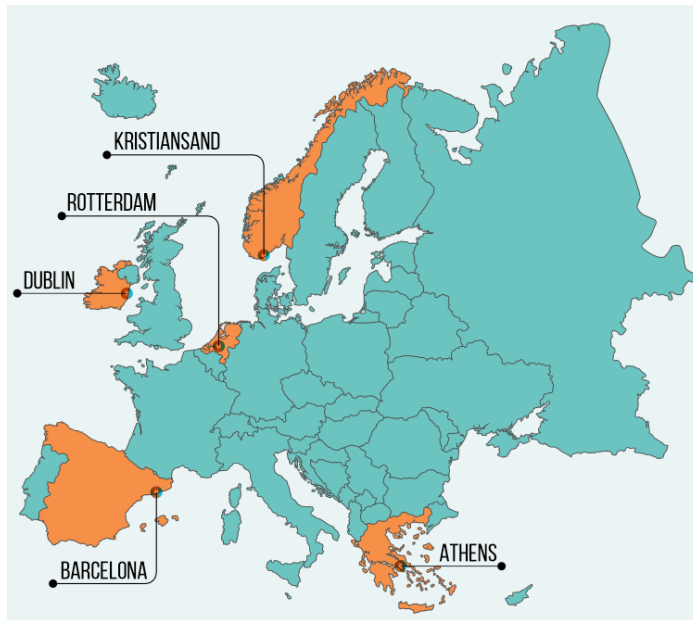 KRISTIANSAND
ROTTERDAM
DUBLIN
BARCELONA
ATHENS